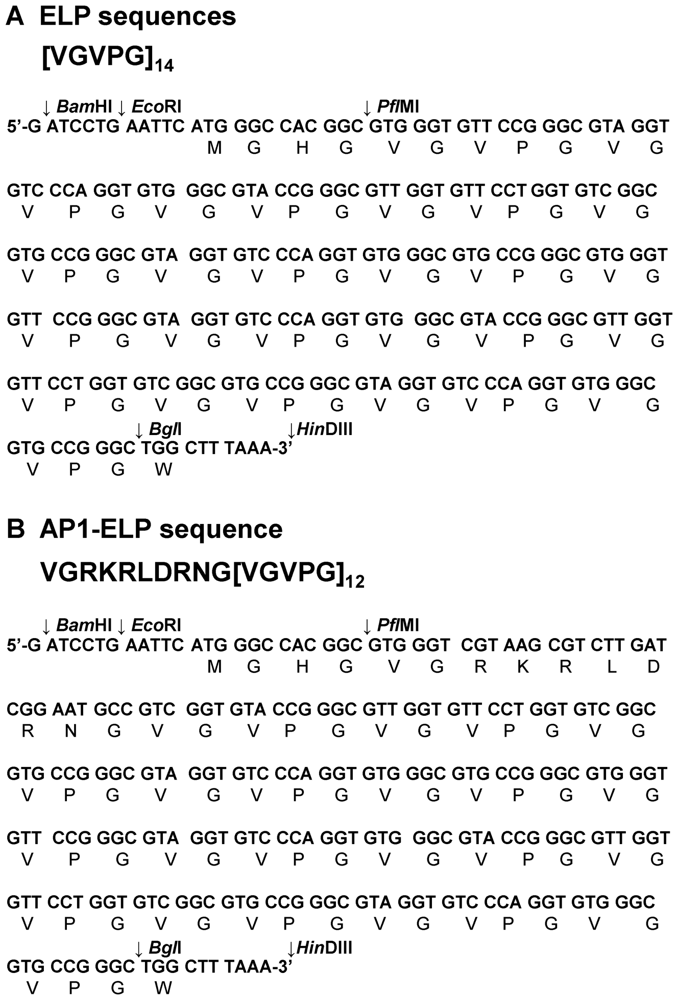 A ELP sequences
[VGVPG]14
↓ BamHI ↓ EcoRI ↓ PflMI
5’-G ATCCTG AATTC ATG GGC CAC GGC GTG GGT GTT CCG GGC GTA GGT
M G H G V G V P G V G
GTC CCA GGT GTG GGC GTA CCG GGC GTT GGT GTT CCT GGT GTC GGC
V P G V G V P G V G V P G V G
GTG CCG GGC GTA GGT GTC CCA GGT GTG GGC GTG CCG GGC GTG GGT
V P G V G V P G V G V P G V G
GTT CCG GGC GTA GGT GTC CCA GGT GTG GGC GTA CCG GGC GTT GGT
V P G V G V P G V G V P G V G
GTT CCT GGT GTC GGC GTG CCG GGC GTA GGT GTC CCA GGT GTG GGC
V P G V G V P G V G V P G V G
↓ BglI ↓HinDIII
GTG CCG GGC TGG CTT TAAA-3’
V P G W
B AP1-ELP sequence
VGRKRLDRNG[VGVPG]12
↓ BamHI ↓ EcoRI ↓ PflMI
5’-G ATCCTG AATTC ATG GGC CAC GGC GTG GGT CGT AAG CGT CTT GAT
M G H G V G R K R L D
CGG AAT GCC GTC GGT GTA CCG GGC GTT GGT GTT CCT GGT GTC GGC
R N G V G V P G V G V P G V G
GTG CCG GGC GTA GGT GTC CCA GGT GTG GGC GTG CCG GGC GTG GGT
V P G V G V P G V G V P G V G
GTT CCG GGC GTA GGT GTC CCA GGT GTG GGC GTA CCG GGC GTT GGT
V P G V G V P G V G V P G V G
GTT CCT GGT GTC GGC GTG CCG GGC GTA GGT GTC CCA GGT GTG GGC
V P G V G V P G V G V P G V G
↓ BglI ↓HinDIII
GTG CCG GGC TGG CTT TAAA-3’
V P G W